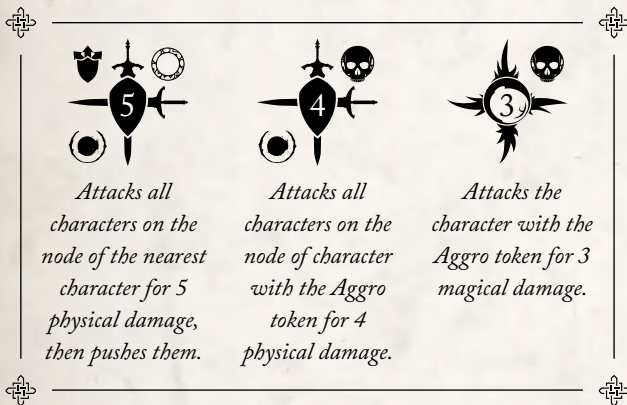 5
4
3
Attacks all
characters on the
node of the nearest
character for 5
physical damage,
then pushes them.
Attacks all
characters on the
node of character
with the Aggro
token for 4
physical damage.
Attacks the
character with the
Aggro token for 3
magical damage.